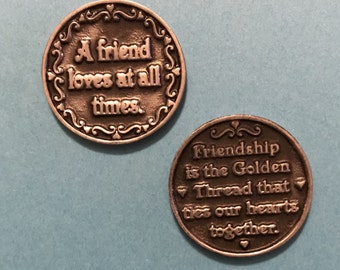 A friend
loves at all
times.
Friendship
is the Golden
Thread that
ties our hearts
together.